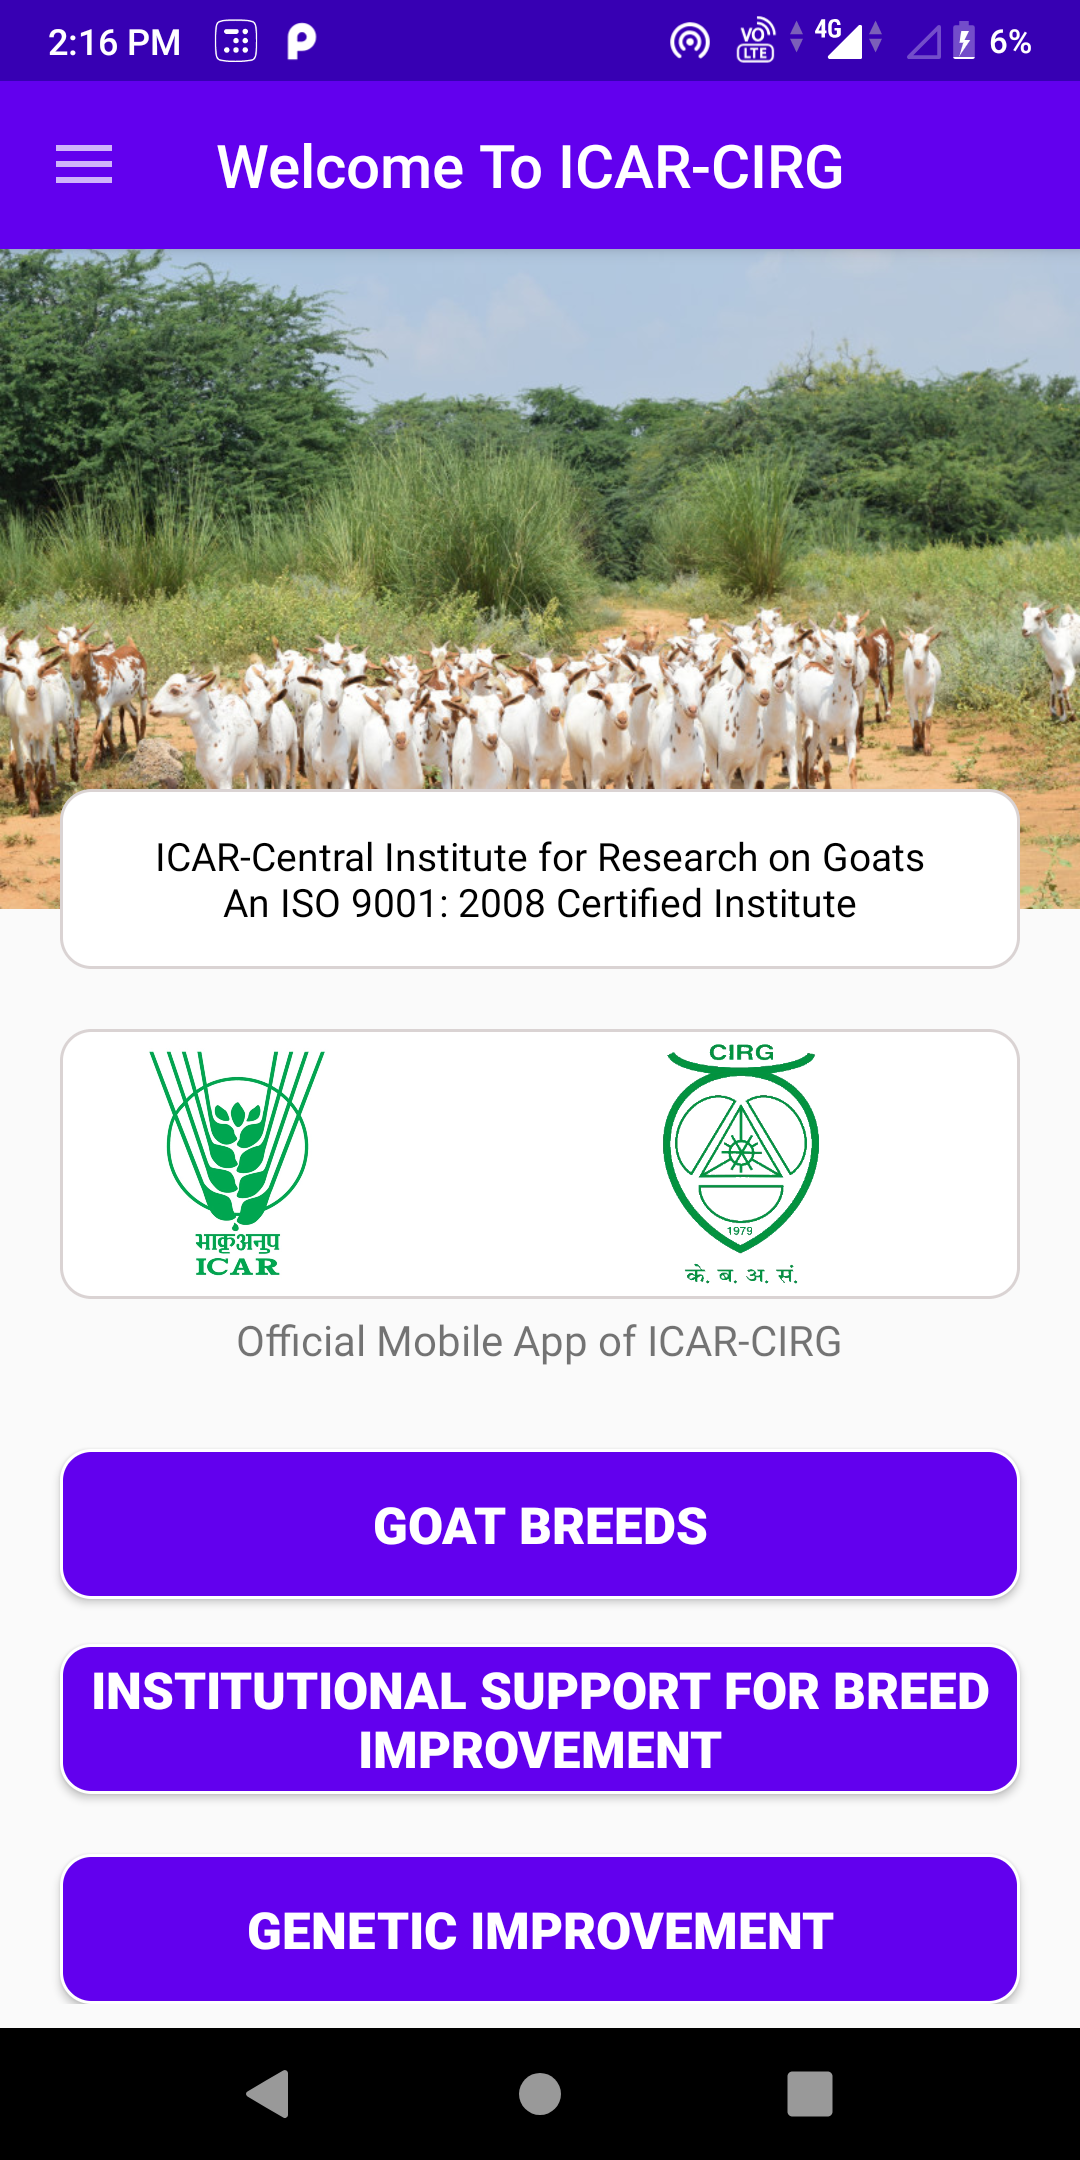 2:16 PM
VO LTE 4G 6%
Welcome To ICAR-CIRG
ICAR-Central Institute for Research on Goats
An ISO 9001: 2008 Certified Institute
CIRG
1979
भाकृअनुप
ICAR
के. ब. अ. सं.
Official Mobile App of ICAR-CIRG
GOAT BREEDS
INSTITUTIONAL SUPPORT FOR BREED
IMPROVEMENT
GENETIC IMPROVEMENT